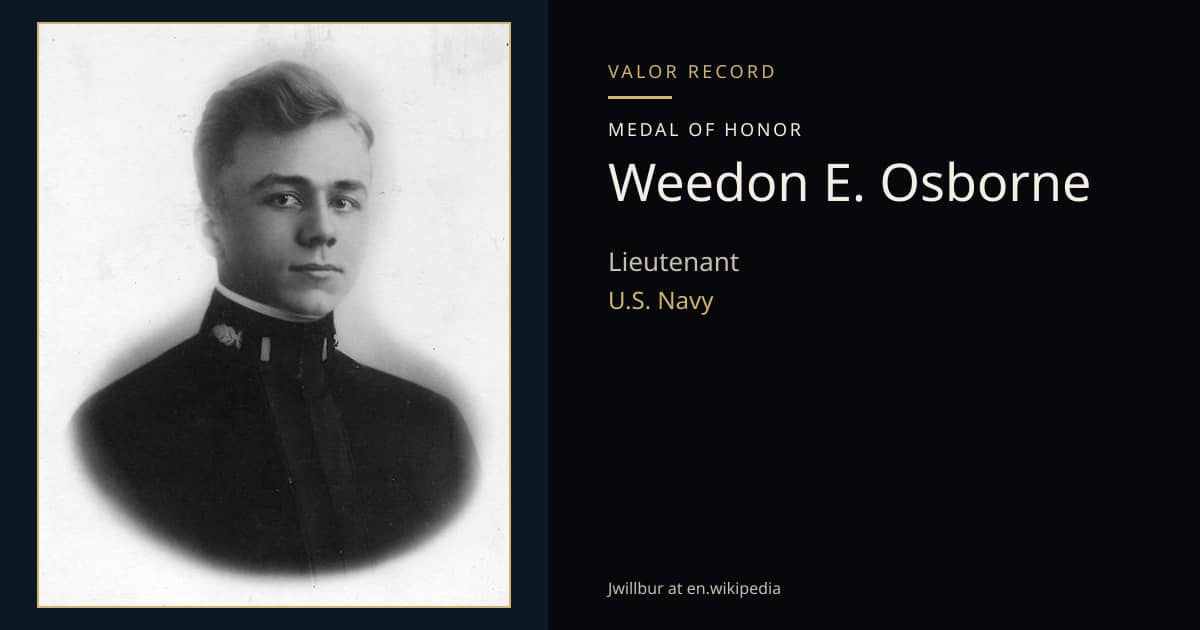 VALOR RECORD
MEDAL OF HONOR
Weedon E. Osborne
Lieutenant
U.S. Navy
Jwillbur at en.wikipedia